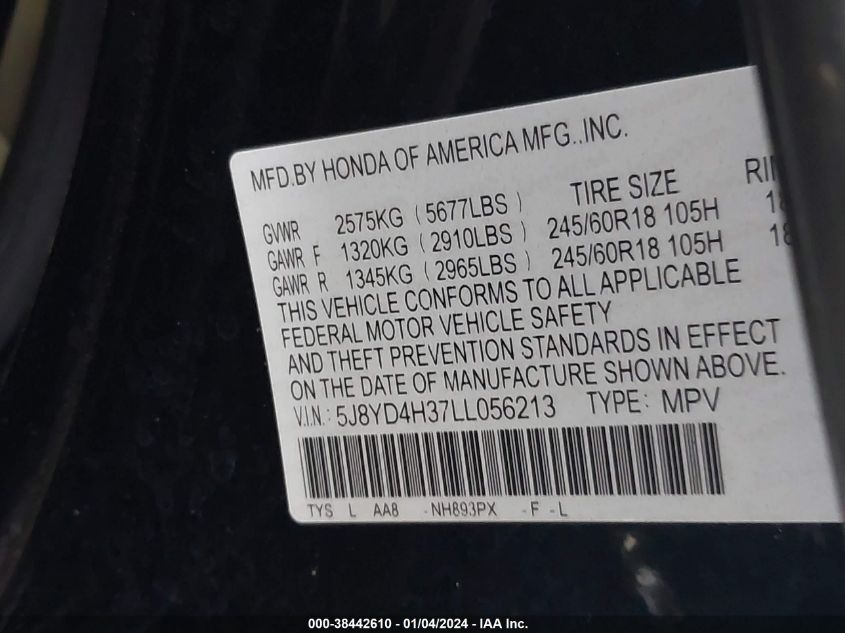 MFD.BY HONDA OF AMERICA MFG.,INC.
GVWR 2575KG (5677LBS) TIRE SIZE
GAWR F 1320KG (2910LBS) 245/60R18 105H
GAWR R 1345KG (2965LBS) 245/60R18 105H
THIS VEHICLE CONFORMS TO ALL APPLICABLE
FEDERAL MOTOR VEHICLE SAFETY
AND THEFT PREVENTION STANDARDS IN EFFECT
ON THE DATE OF MANUFACTURE SHOWN ABOVE.
V.I.N.: 5J8YD4H37LL056213 TYPE: MPV
TYS L AA8 -NH893PX -F -L
000-38442610 - 01/04/2024 - IAA Inc.